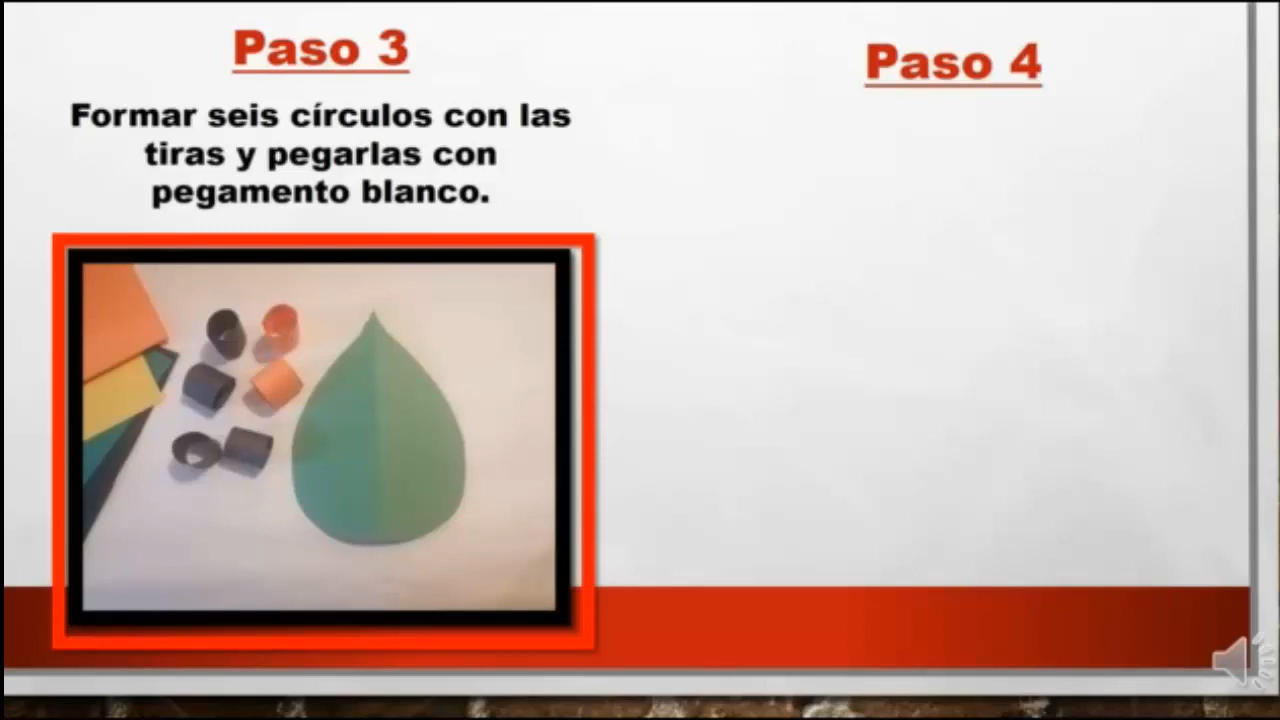 Paso 3
Formar seis círculos con las
tiras y pegarlas con
pegamento blanco.
Paso 4